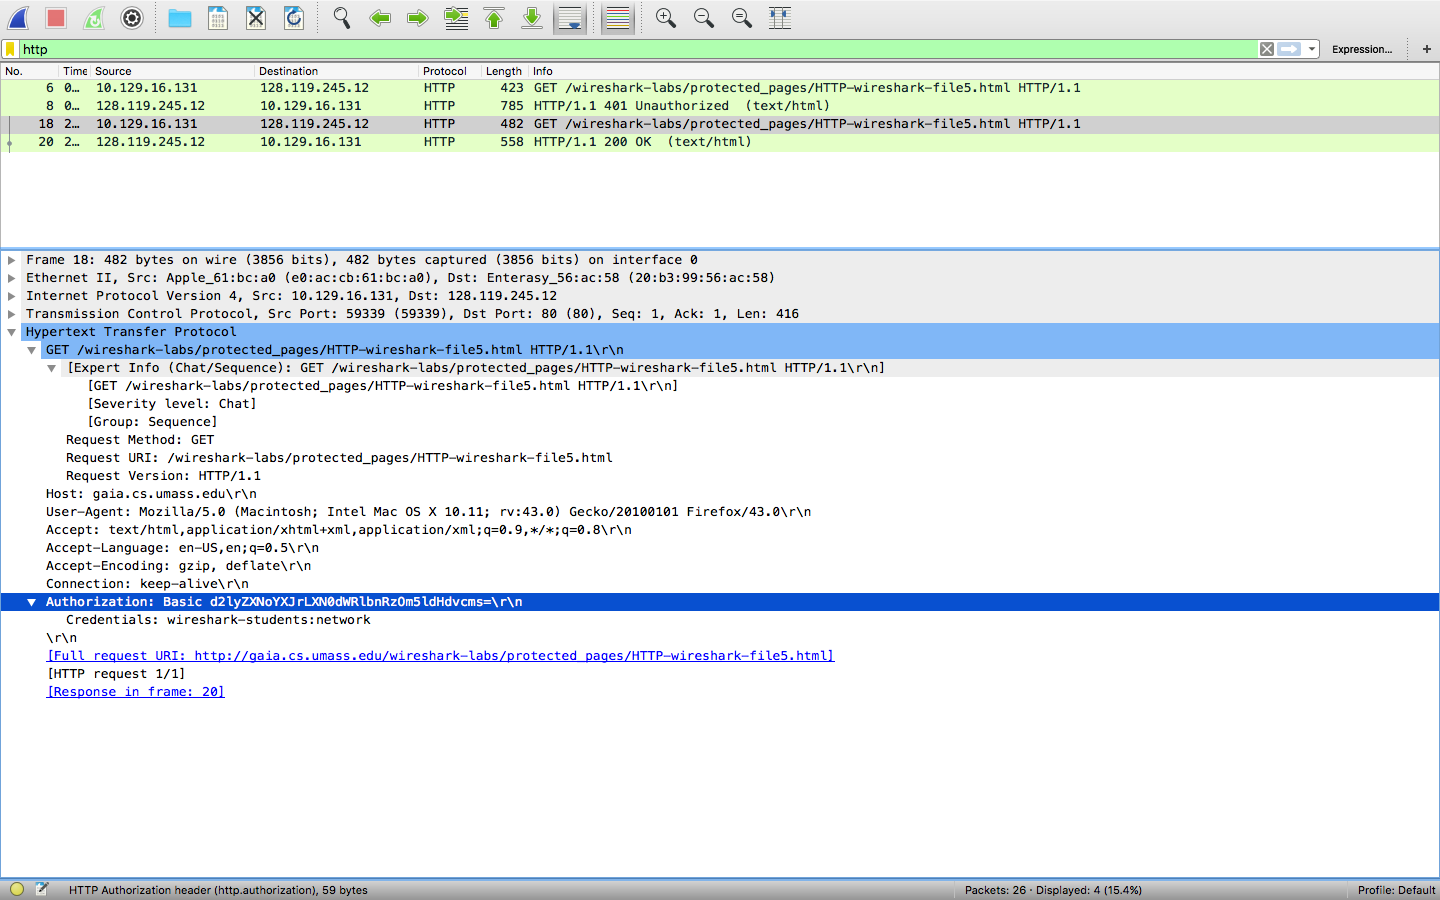 http
Expression...
+
No. Time Source Destination Protocol Length Info
6 0… 10.129.16.131 128.119.245.12 HTTP 423 GET /wireshark-labs/protected_pages/HTTP-wireshark-file5.html HTTP/1.1
8 0… 128.119.245.12 10.129.16.131 HTTP 785 HTTP/1.1 401 Unauthorized (text/html)
18 2… 10.129.16.131 128.119.245.12 HTTP 482 GET /wireshark-labs/protected_pages/HTTP-wireshark-file5.html HTTP/1.1
20 2… 128.119.245.12 10.129.16.131 HTTP 558 HTTP/1.1 200 OK (text/html)
Frame 18: 482 bytes on wire (3856 bits), 482 bytes captured (3856 bits) on interface 0
Ethernet II, Src: Apple_61:bc:a0 (e0:ac:cb:61:bc:a0), Dst: Enterasy_56:ac:58 (20:b3:99:56:ac:58)
Internet Protocol Version 4, Src: 10.129.16.131, Dst: 128.119.245.12
Transmission Control Protocol, Src Port: 59339 (59339), Dst Port: 80 (80), Seq: 1, Ack: 1, Len: 416
Hypertext Transfer Protocol
GET /wireshark-labs/protected_pages/HTTP-wireshark-file5.html HTTP/1.1\r\n
[Expert Info (Chat/Sequence): GET /wireshark-labs/protected_pages/HTTP-wireshark-file5.html HTTP/1.1\r\n]
[GET /wireshark-labs/protected_pages/HTTP-wireshark-file5.html HTTP/1.1\r\n]
[Severity level: Chat]
[Group: Sequence]
Request Method: GET
Request URI: /wireshark-labs/protected_pages/HTTP-wireshark-file5.html
Request Version: HTTP/1.1
Host: gaia.cs.umass.edu\r\n
User-Agent: Mozilla/5.0 (Macintosh; Intel Mac OS X 10.11; rv:43.0) Gecko/20100101 Firefox/43.0\r\n
Accept: text/html,application/xhtml+xml,application/xml;q=0.9,*/*;q=0.8\r\n
Accept-Language: en-US,en;q=0.5\r\n
Accept-Encoding: gzip, deflate\r\n
Connection: keep-alive\r\n
Authorization: Basic d2lyZXNoYXJrLXN0dWRlbnRzOm5ldHdvcms=\r\n
Credentials: wireshark-students:network
\r\n
[Full request URI: http://gaia.cs.umass.edu/wireshark-labs/protected_pages/HTTP-wireshark-file5.html]
[HTTP request 1/1]
[Response in frame: 20]
HTTP Authorization header (http.authorization), 59 bytes
Packets: 26 · Displayed: 4 (15.4%)
Profile: Default